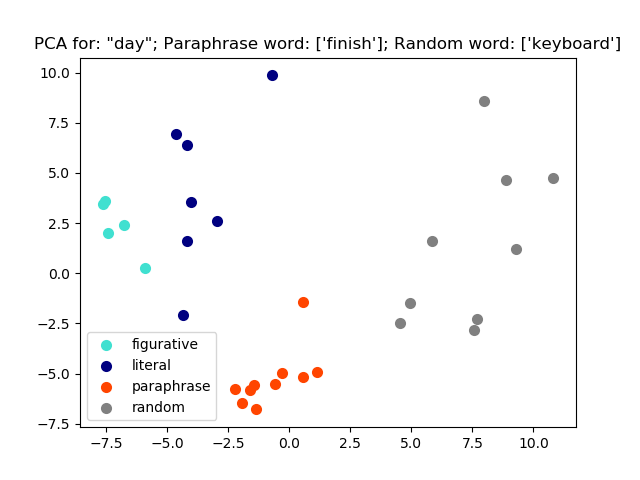 PCA for: "day"; Paraphrase word: ['finish']; Random word: ['keyboard']
10.0
7.5
5.0
2.5
0.0
−2.5
−5.0
−7.5
figurative
literal
paraphrase
random
−7.5 −5.0 −2.5 0.0 2.5 5.0 7.5 10.0